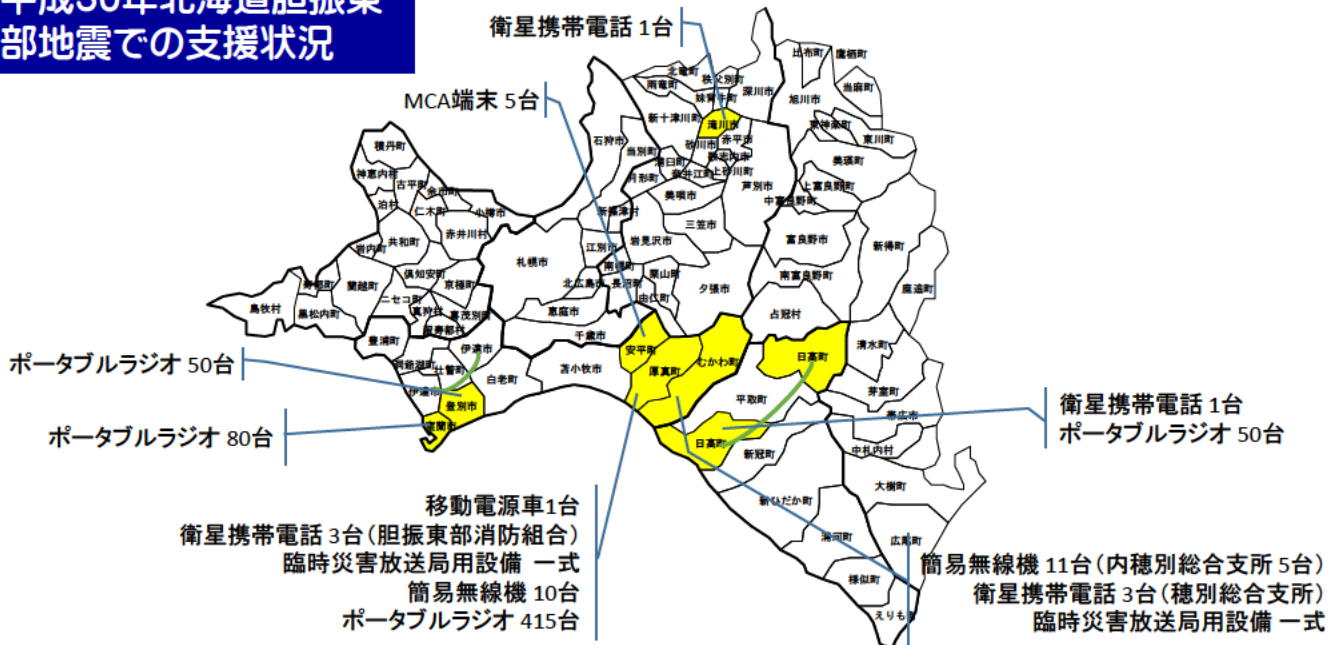 平成30年北海道胆振東
部地震での支援状況
衛星携帯電話 1台
MCA端末 5台
ポータブルラジオ 50台
ポータブルラジオ 80台
移動電源車1台
衛星携帯電話 3台(胆振東部消防組合)
臨時災害放送局用設備 一式
簡易無線機 10台
ポータブルラジオ 415台
衛星携帯電話 1台
ポータブルラジオ 50台
簡易無線機 11台(内穂別総合支所 5台)
衛星携帯電話 3台(穂別総合支所)
臨時災害放送局用設備 一式
比布町
鷹栖町
北竜町
秩父別町
雨竜町
妹背牛町
深川市
旭川市
当麻町
新十津川町
滝川市
東神楽町
東川町
石狩市
当別町
砂川市
赤平市
歌志内市
上砂川町
浦臼町
奈井江町
月形町
芦別市
美瑛町
上富良野町
中富良野町
美唄市
積丹町
神恵内村
古平町
余市町
泊村
仁木町
小樽市
赤井川村
共和町
岩内町
倶知安町
京極町
蘭越町
ニセコ町
真狩村
喜茂別町
留寿都村
寿都町
黒松内町
島牧村
新篠津村
三笠市
岩見沢市
江別市
札幌市
南幌町
長沼町
栗山町
由仁町
北広島市
恵庭市
千歳市
夕張市
富良野市
南富良野町
新得町
鹿追町
占冠村
豊浦町
洞爺湖町
壮瞥町
伊達市
伊達市
白老町
登別市
室蘭市
苫小牧市
安平町
厚真町
むかわ町
日高町
清水町
芽室町
平取町
帯広市
日高町
新冠町
中札内村
大樹町
新ひだか町
浦河町
広尾町
様似町
えりも町